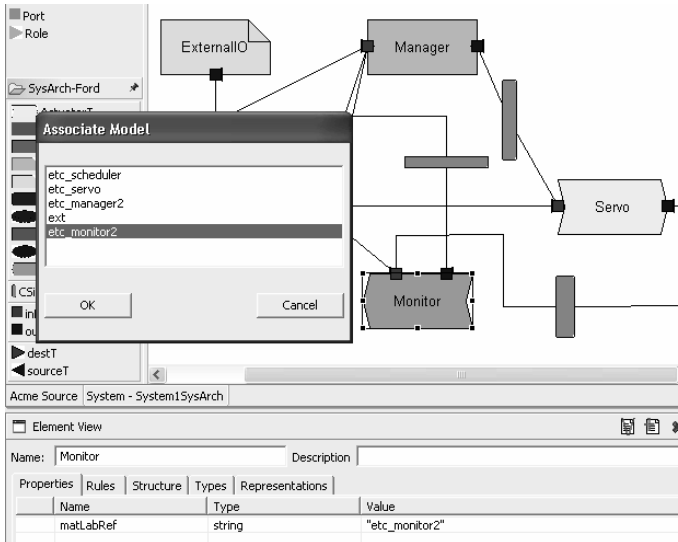 Port
Role
ExternalIO
Manager
SysArch-Ford
ActuatorT
Associate Model
etc_scheduler
etc_servo
etc_manager2
ext
etc_monitor2
OK
Cancel
Servo
Monitor
destT
sourceT
Acme Source
System - System1SysArch
Element View
Name:
Monitor
Description
Properties
Rules
Structure
Types
Representations
Name
Type
Value
matLabRef
string
"etc_monitor2"